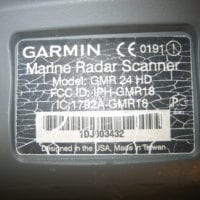 GARMIN CE 0191
Marine Radar Scanner
Model: GMR 24 HD
FCC ID: IPH-GMR18
IC:1792A-GMR18
1DJ003432
Designed in the USA, Made in Taiwan